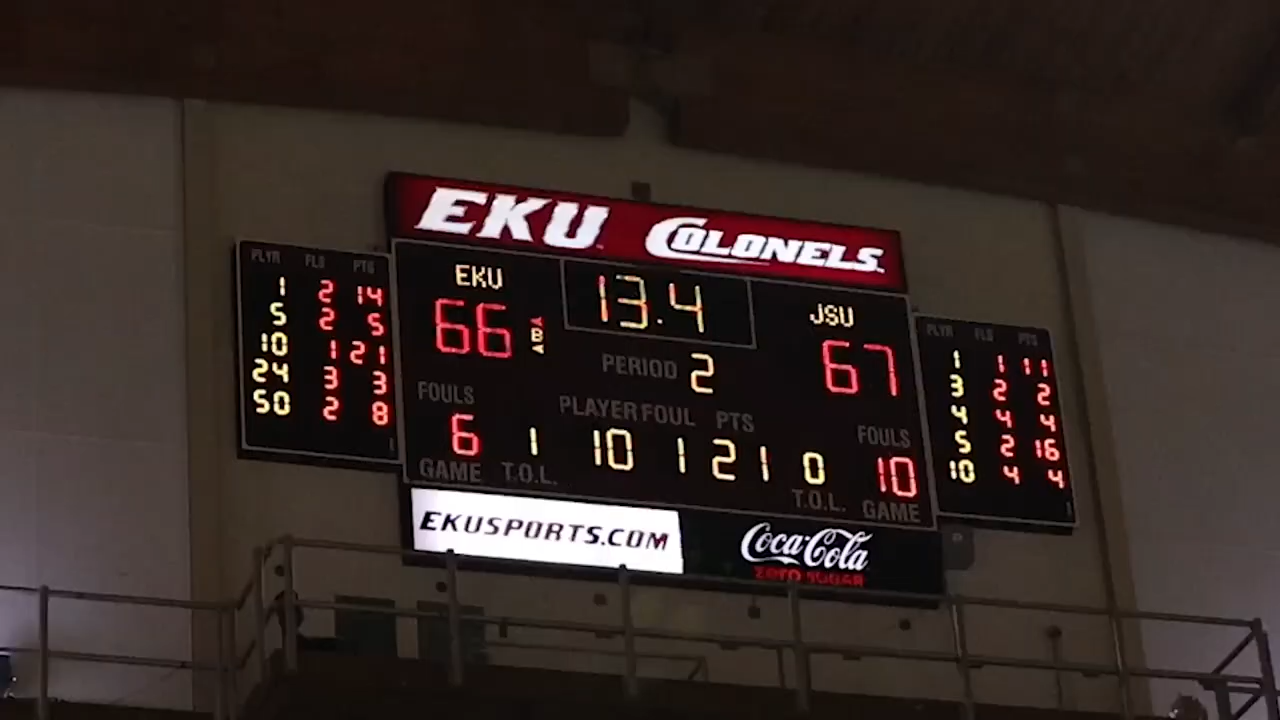 EKU COLONELS
PLYR FLS PTS
1 2 14
5 2 5
10 1 21
24 3 3
50 2 8
EKU 13.4 JSU
66 67
PERIOD 2
FOULS PLAYER FOUL PTS FOULS
6 1 10 1 21 0 10
GAME T.O.L. T.O.L. GAME
PLYR FLS PTS
1 1 11
3 2 2
4 4 4
5 2 16
10 4 4
EKUSPORTS.COM
Coca-Cola
ZERO SUGAR